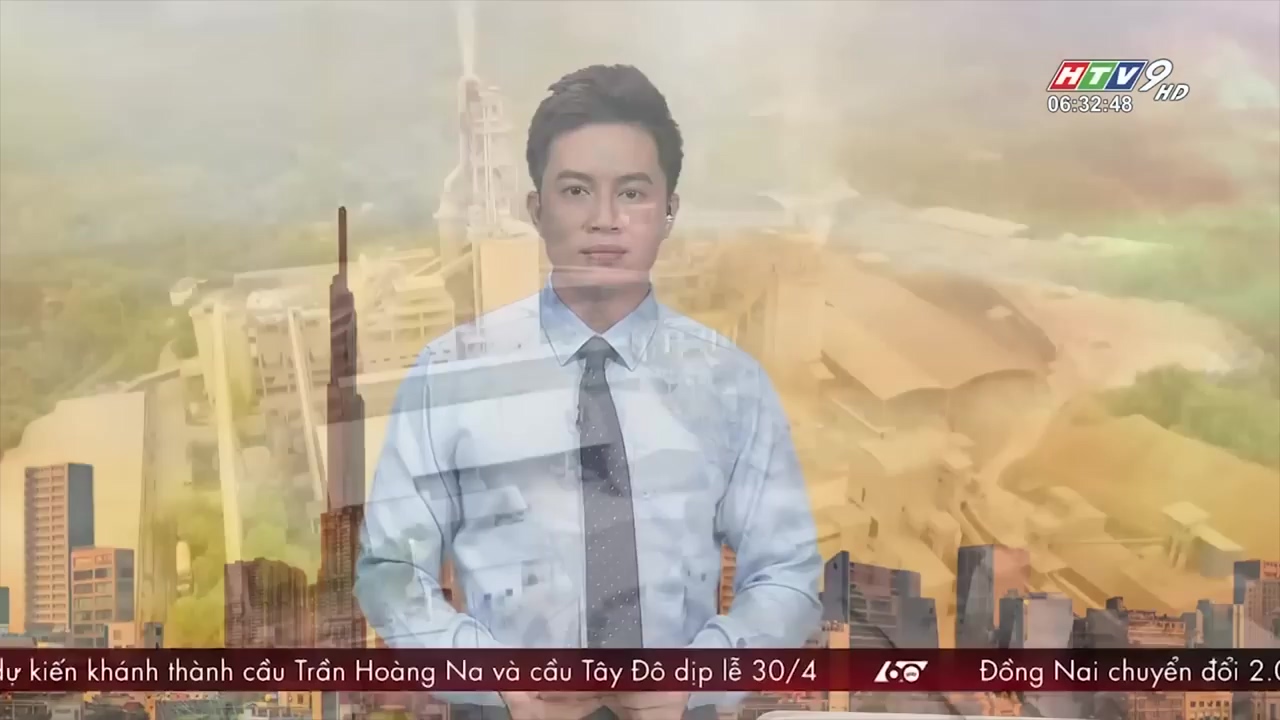 HTV9 HD
06:32:48
dự kiến khánh thành cầu Trần Hoàng Na và cầu Tây Đô dịp lễ 30/4 60 Đồng Nai chuyển đổi 2.0